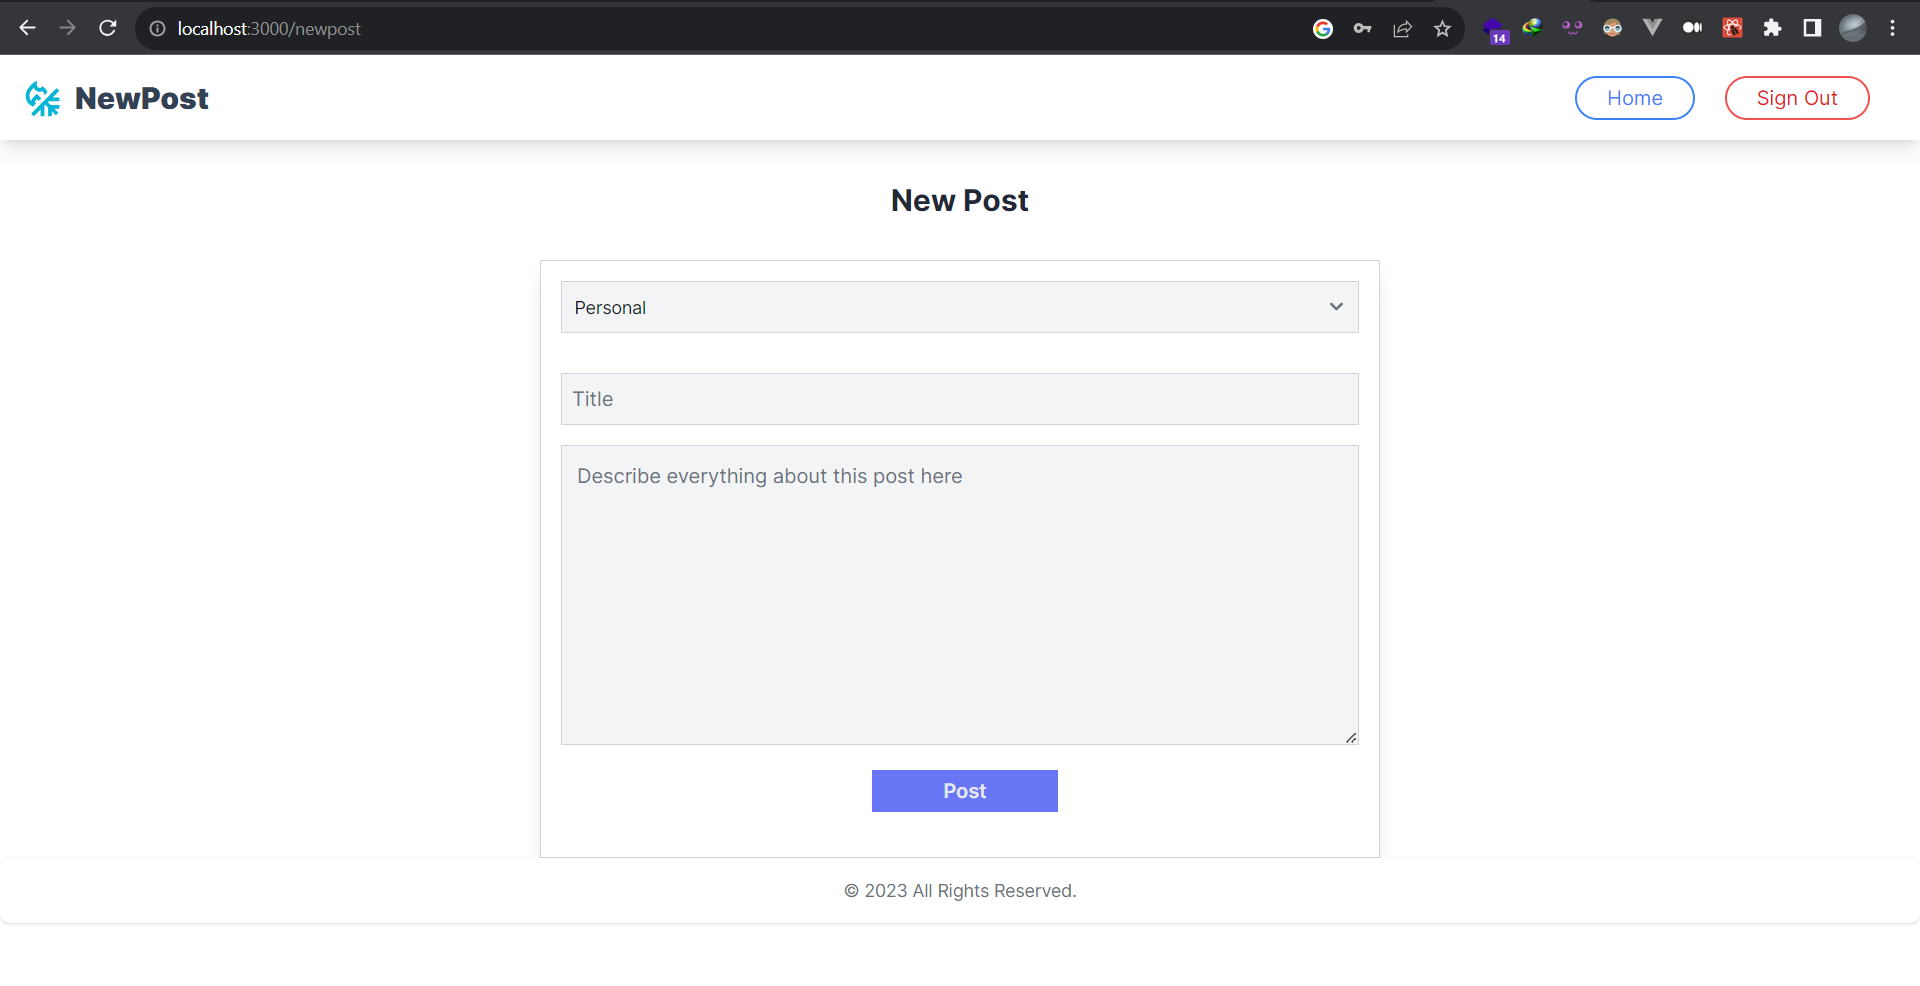 localhost:3000/newpost
14
NewPost
Home
Sign Out
New Post
Personal
Title
Describe everything about this post here
Post
© 2023 All Rights Reserved.